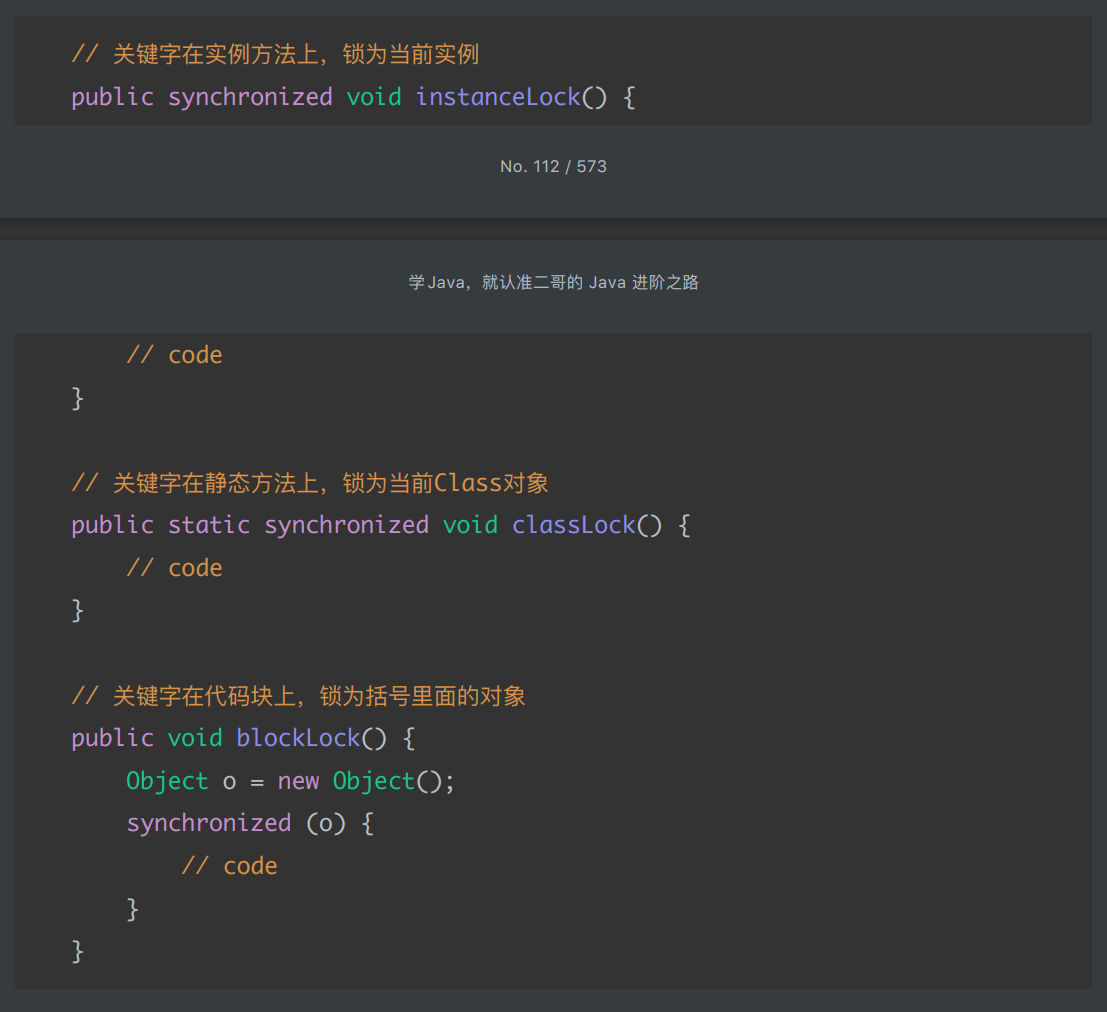 // 关键字在实例方法上，锁为当前实例
public synchronized void instanceLock() {
No. 112 / 573
学Java，就认准二哥的 Java 进阶之路
// code
}
// 关键字在静态方法上，锁为当前Class对象
public static synchronized void classLock() {
// code
}
// 关键字在代码块上，锁为括号里面的对象
public void blockLock() {
Object o = new Object();
synchronized (o) {
// code
}
}